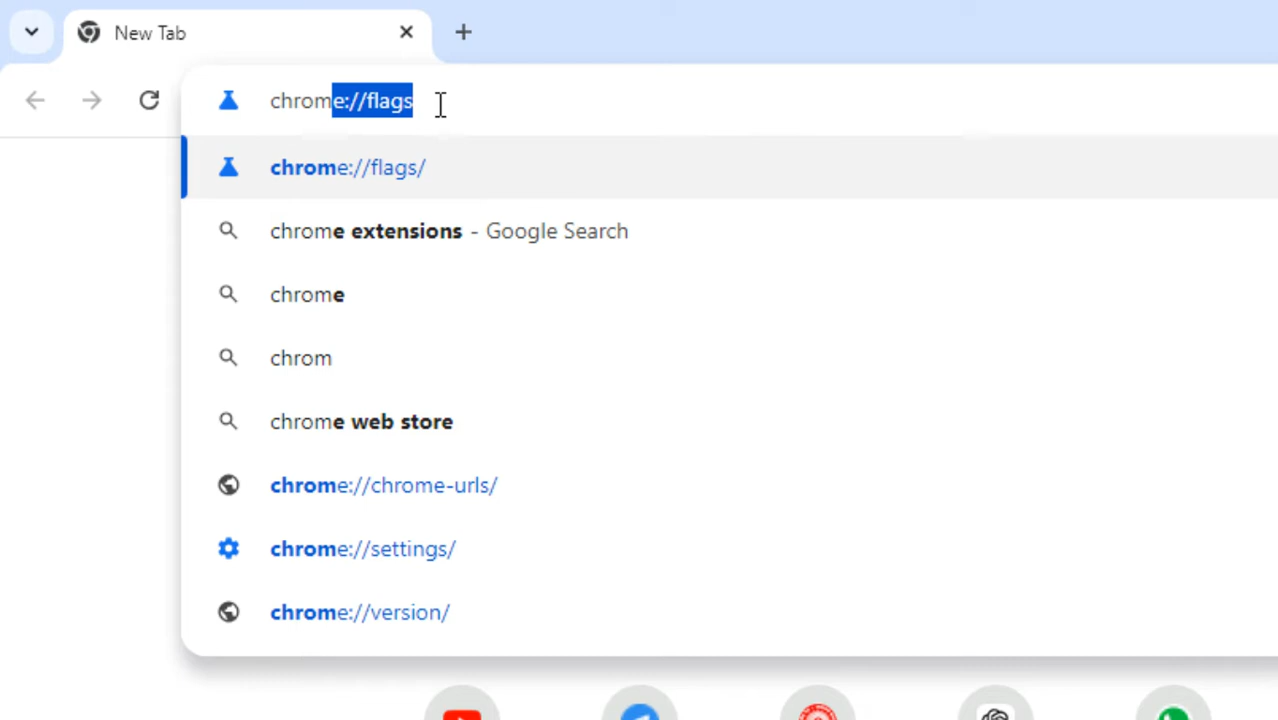 New Tab
chrome://flags
chrome://flags/
chrome extensions - Google Search
chrome
chrom
chrome web store
chrome://chrome-urls/
chrome://settings/
chrome://version/